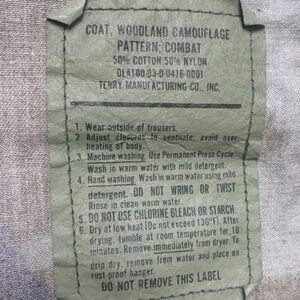 COAT, WOODLAND CAMOUFLAGE
PATTERN: COMBAT
50% COTTON 50% NYLON
DLA100-03-D-0416-0001
TERRY MANUFACTURING CO., INC.
1. Wear outside of trousers.
2. Adjust closures to ventilate, avoid over-
heating of body.
3. Machine washing. Use Permanent Press Cycle.
Wash in warm water with mild detergent.
4. Hand washing. Wash in warm water using mild
detergent. DO NOT WRING OR TWIST
Rinse in clean warm water.
5. DO NOT USE CHLORINE BLEACH OR STARCH.
6. Dry at low heat (Do not exceed 130°F). After
drying, tumble at room temperature for 10
minutes. Remove immediately from dryer. To
drip dry, remove from water and place on
rust-proof hanger.
DO NOT REMOVE THIS LABEL